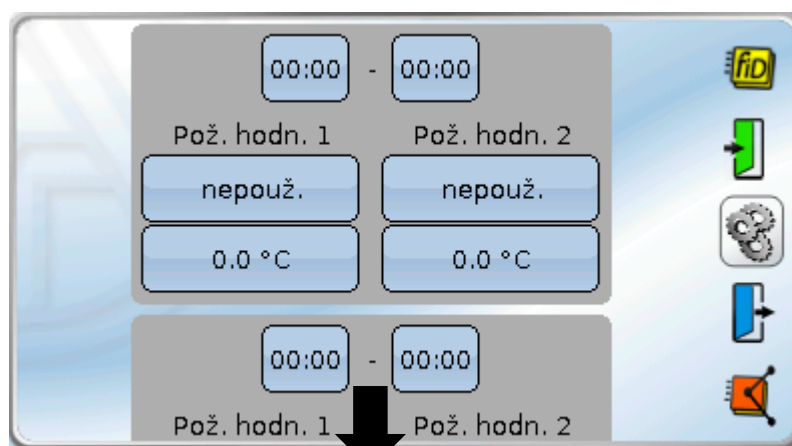 00:00 - 00:00
Pož. hodn. 1 Pož. hodn. 2
nepouž. nepouž.
0.0 °C 0.0 °C
00:00 - 00:00
Pož. hodn. 1 Pož. hodn. 2
fiD